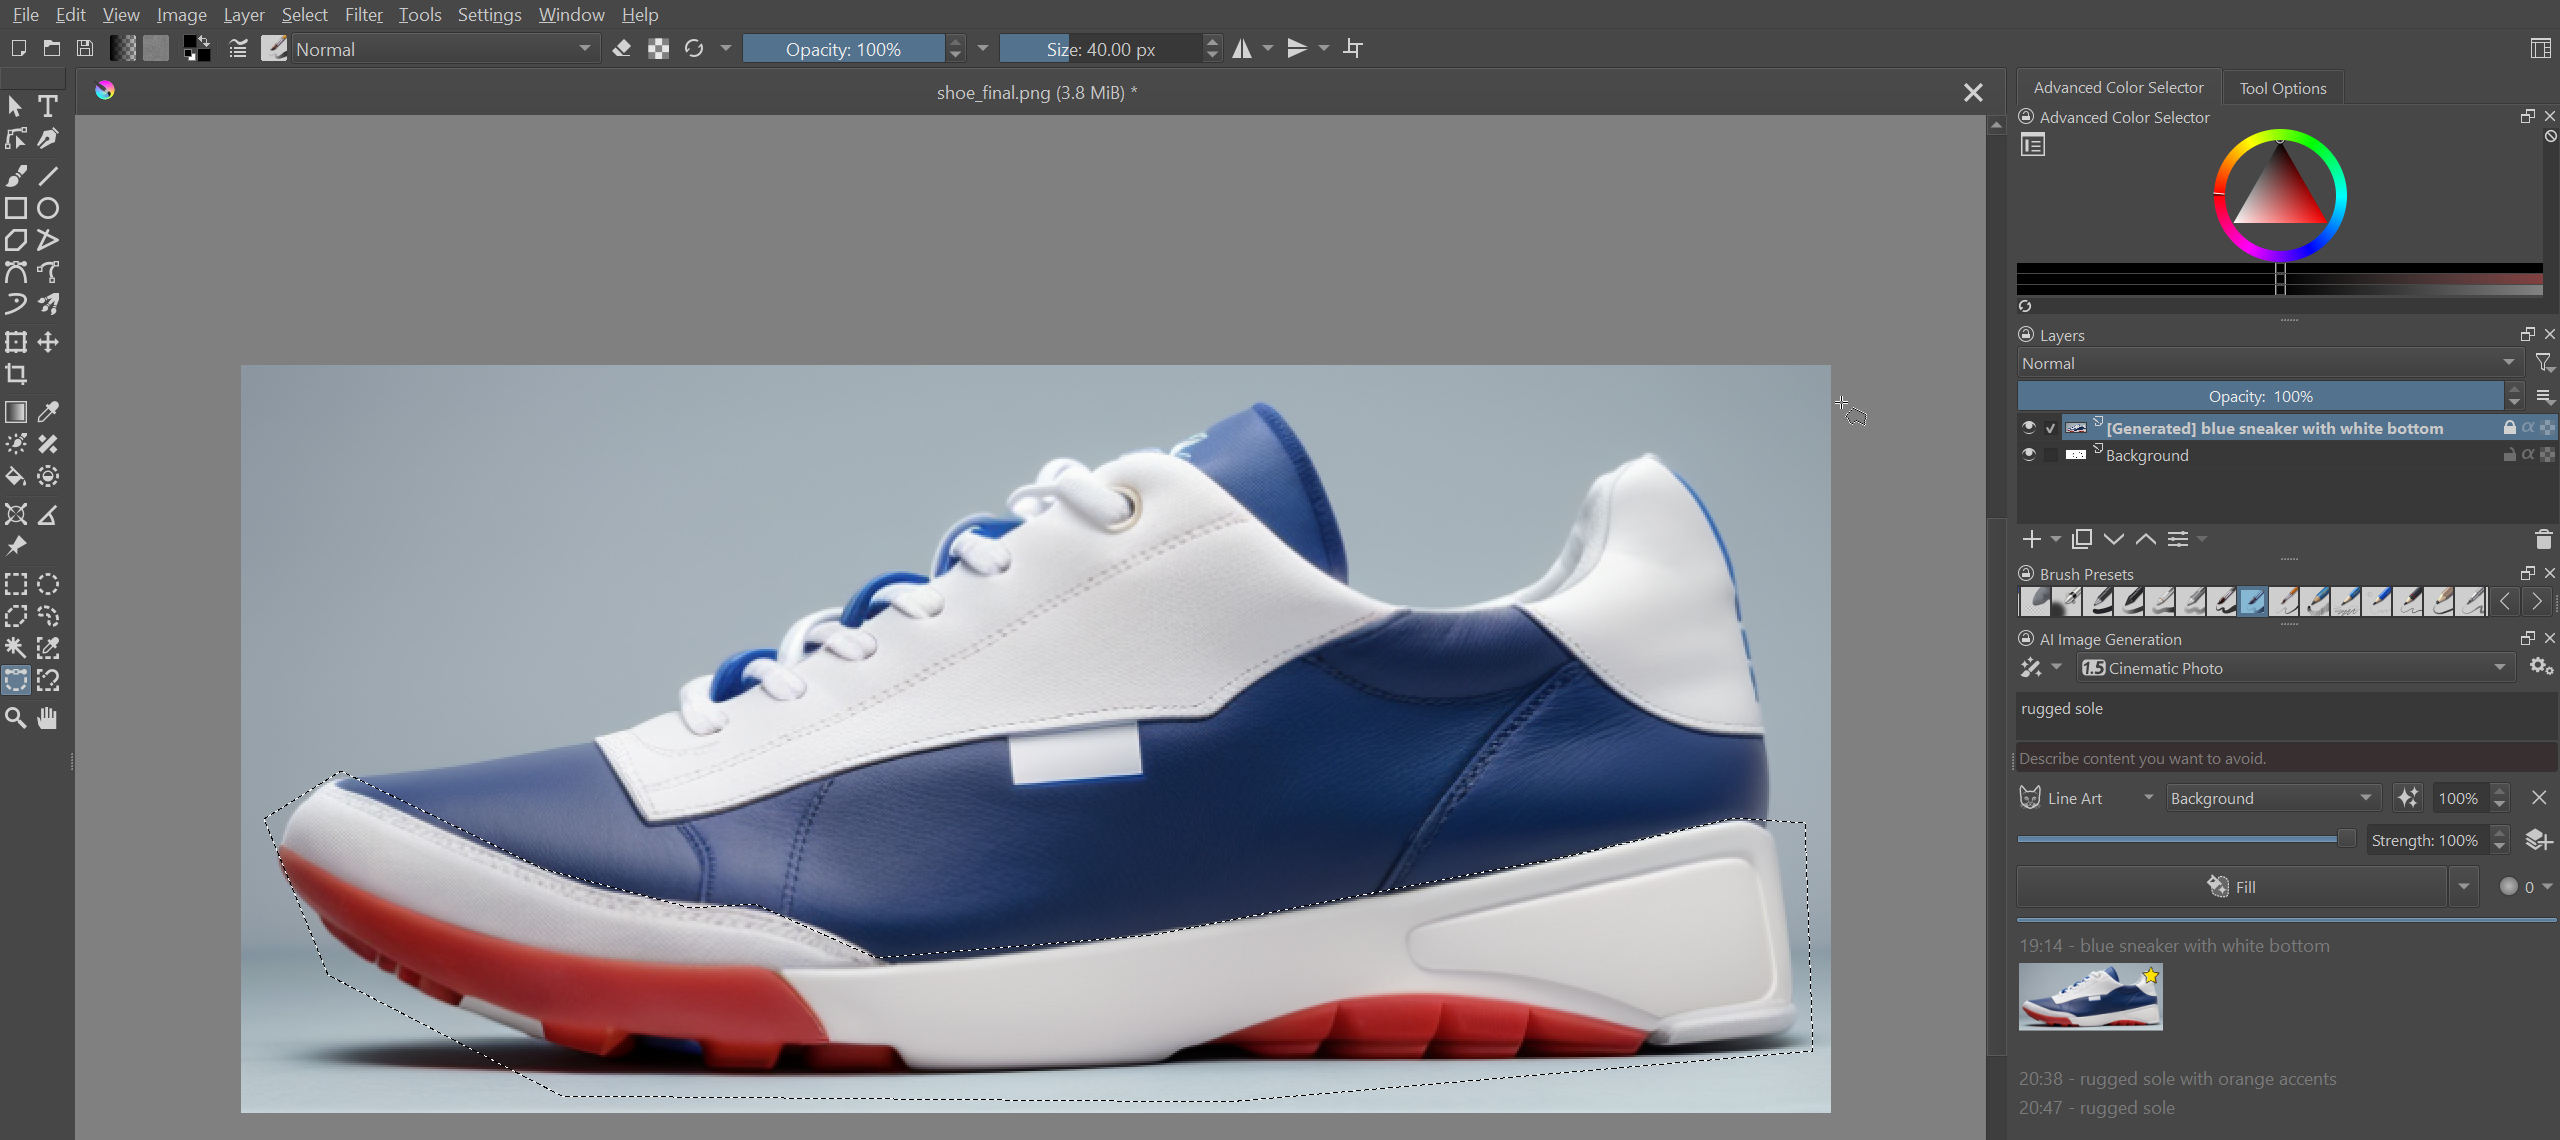 File Edit View Image Layer Select Filter Tools Settings Window Help
Normal Opacity: 100% Size: 40.00 px
shoe_final.png (3.8 MiB) *
Advanced Color Selector Tool Options
Advanced Color Selector
Layers
Normal
Opacity: 100%
[Generated] blue sneaker with white bottom
Background
Brush Presets
AI Image Generation
1.5 Cinematic Photo
rugged sole
Describe content you want to avoid.
Line Art Background 100%
Strength: 100%
Fill 0
19:14 - blue sneaker with white bottom
20:38 - rugged sole with orange accents
20:47 - rugged sole